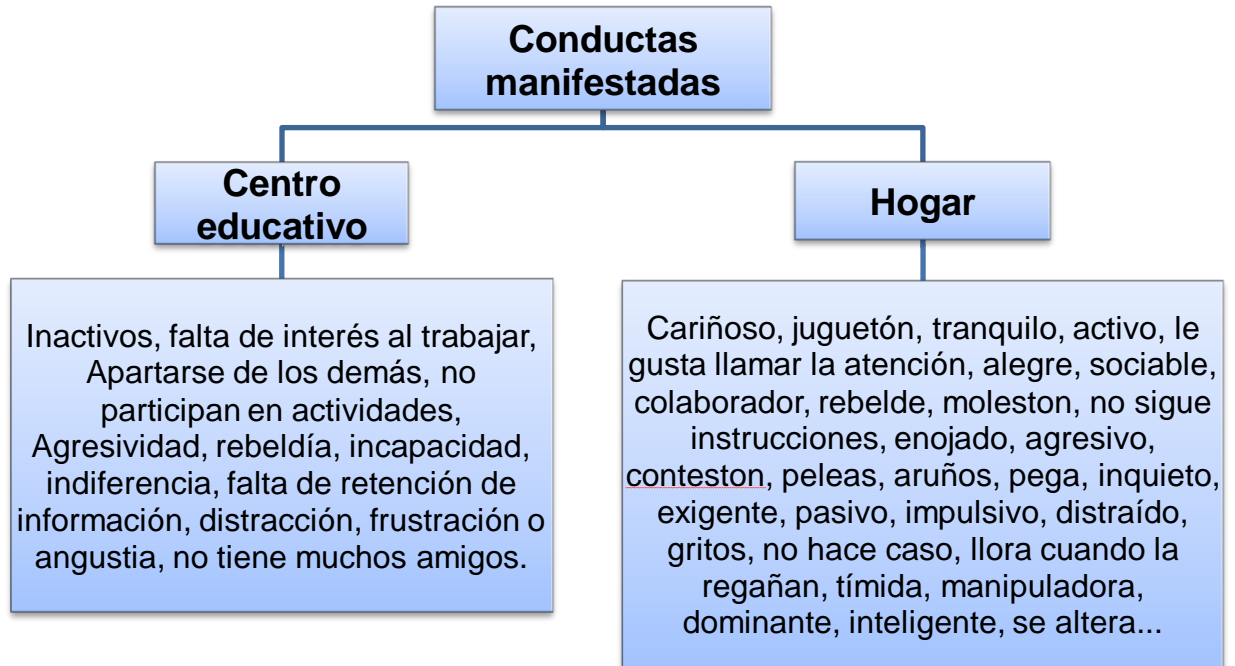 Conductas
manifestadas
Centro
educativo
Hogar
Inactivos, falta de interés al trabajar,
Apartarse de los demás, no
participan en actividades,
Agresividad, rebeldía, incapacidad,
indiferencia, falta de retención de
información, distracción, frustración o
angustia, no tiene muchos amigos.
Cariñoso, juguetón, tranquilo, activo, le
gusta llamar la atención, alegre, sociable,
colaborador, rebelde, moleston, no sigue
instrucciones, enojado, agresivo,
conteston, peleas, aruños, pega, inquieto,
exigente, pasivo, impulsivo, distraído,
gritos, no hace caso, llora cuando la
regañan, tímida, manipuladora,
dominante, inteligente, se altera...